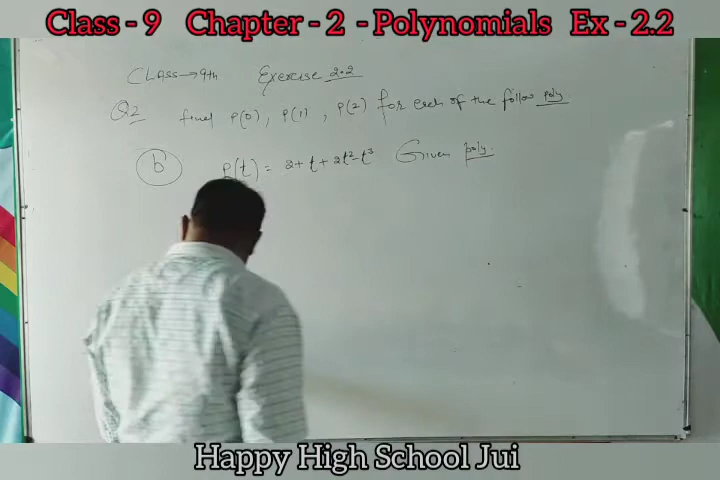 Class - 9 Chapter - 2 - Polynomials Ex - 2.2
CLASS→9th Exercise 2.2
Q2 find P(0), P(1), P(2) for each of the follow poly.
b P(t) = 2 + t + 2t² - t³ Given poly.
Happy High School Jui